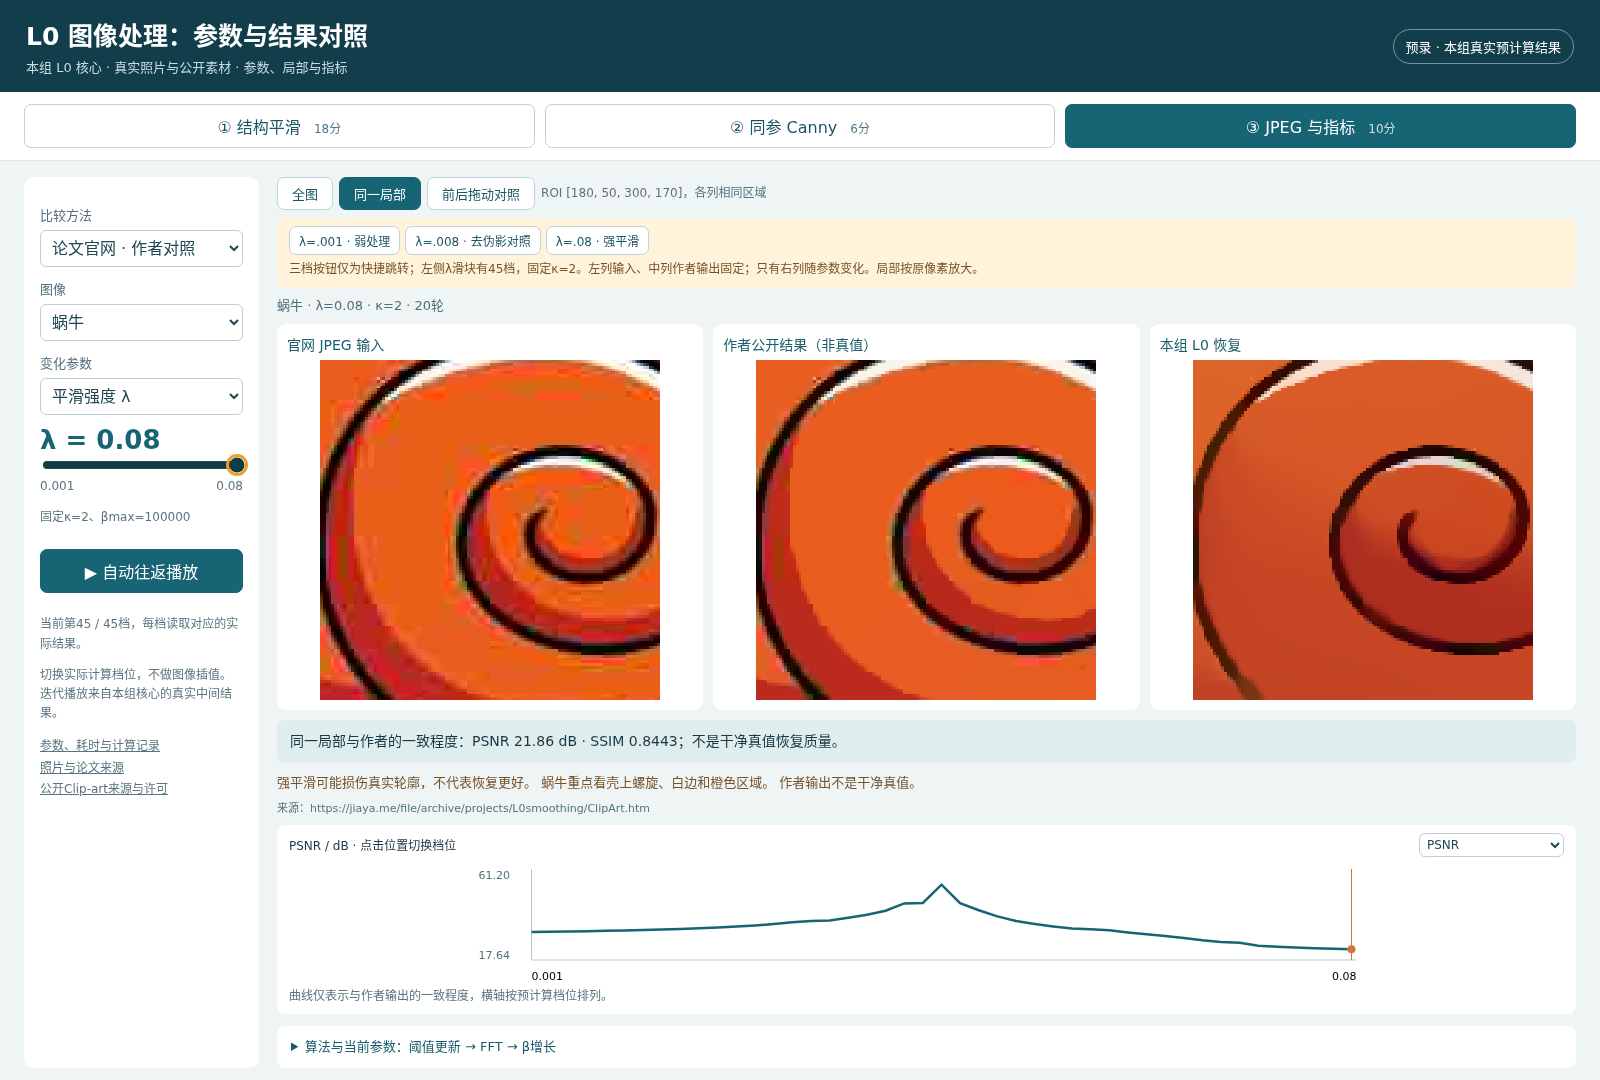 L0 图像处理：参数与结果对照
本组 L0 核心 · 真实照片与公开素材 · 参数、局部与指标
预录 · 本组真实预计算结果
① 结构平滑 18分
② 同参 Canny 6分
③ JPEG 与指标 10分
比较方法
论文官网 · 作者对照
图像
蜗牛
变化参数
平滑强度 λ
λ = 0.08
0.001 0.08
固定κ=2、βmax=100000
▶ 自动往返播放
当前第45 / 45档，每档读取对应的实
际结果。
切换实际计算档位，不做图像插值。
迭代播放来自本组核心的真实中间结
果。
参数、耗时与计算记录
照片与论文来源
公开Clip-art来源与许可
全图 同一局部 前后拖动对照 ROI [180, 50, 300, 170]，各列相同区域
λ=.001 · 弱处理 λ=.008 · 去伪影对照 λ=.08 · 强平滑
三档按钮仅为快捷跳转；左侧λ滑块有45档，固定κ=2。左列输入、中列作者输出固定；只有右列随参数变化。局部按原像素放大。
蜗牛 · λ=0.08 · κ=2 · 20轮
官网 JPEG 输入
作者公开结果（非真值）
本组 L0 恢复
同一局部与作者的一致程度：PSNR 21.86 dB · SSIM 0.8443；不是干净真值恢复质量。
强平滑可能损伤真实轮廓，不代表恢复更好。 蜗牛重点看壳上螺旋、白边和橙色区域。 作者输出不是干净真值。
来源：https://jiaya.me/file/archive/projects/L0smoothing/ClipArt.htm
PSNR / dB · 点击位置切换档位
PSNR
61.20
17.64
0.001 0.08
曲线仅表示与作者输出的一致程度，横轴按预计算档位排列。
▶ 算法与当前参数：阈值更新 → FFT → β增长